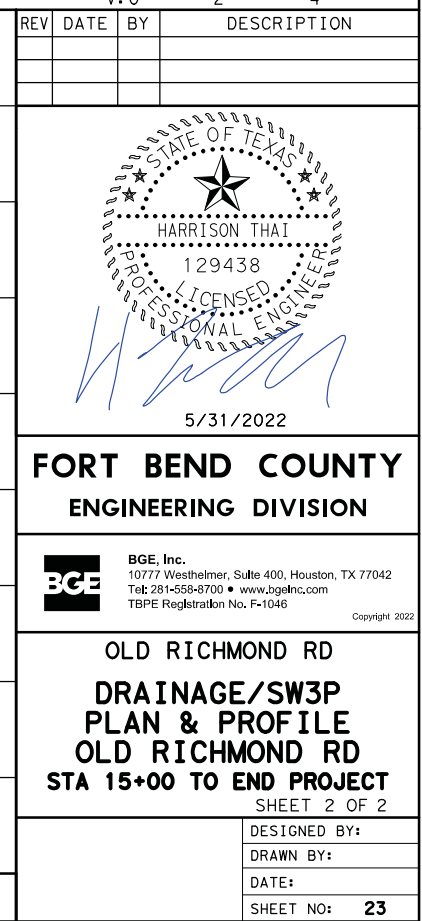 REV DATE BY DESCRIPTION
STATE OF TEXAS
HARRISON THAI
129438
LICENSED
PROFESSIONAL ENGINEER
5/31/2022
FORT BEND COUNTY
ENGINEERING DIVISION
BGE
BGE, Inc.
10777 Westheimer, Suite 400, Houston, TX 77042
Tel: 281-558-8700 ● www.bgeinc.com
TBPE Registration No. F-1046
Copyright 2022
OLD RICHMOND RD
DRAINAGE/SW3P
PLAN & PROFILE
OLD RICHMOND RD
STA 15+00 TO END PROJECT
SHEET 2 OF 2
DESIGNED BY:
DRAWN BY:
DATE:
SHEET NO: 23